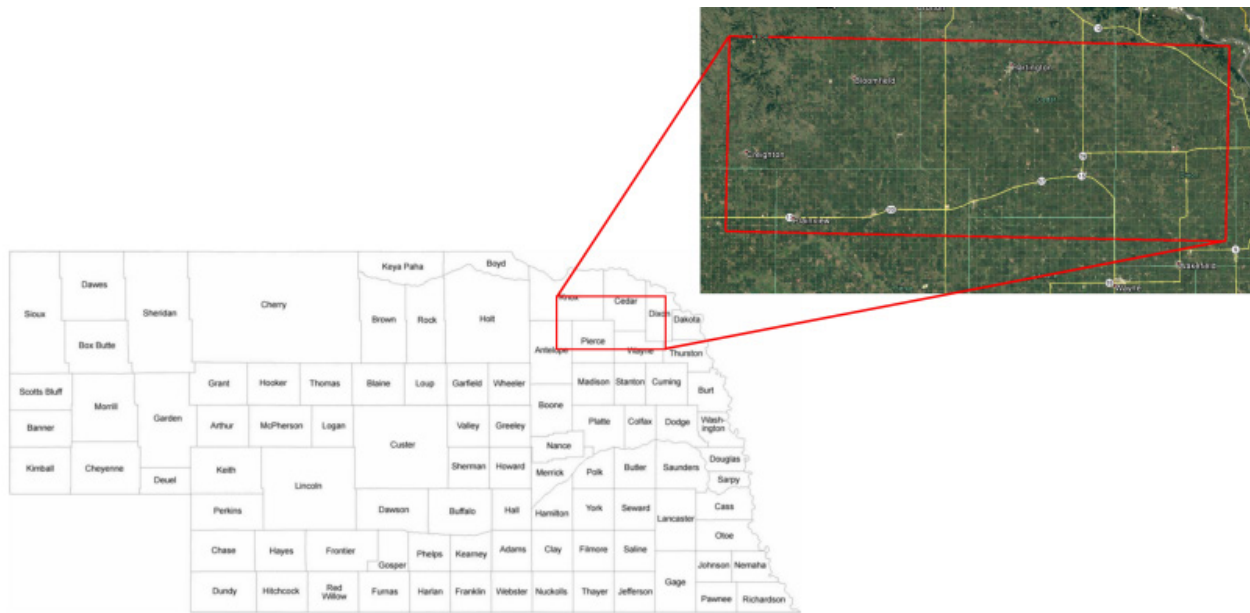 Bloomfield
Hartington
Creighton
20
Plainview
Wakefield
Wayne
Keya Paha
Boyd
Dawes
Cherry
Knox
Sioux
Sheridan
Brown
Rock
Holt
Cedar
Dixon
Dakota
Box Butte
Antelope
Pierce
Wayne
Thurston
Scotts Bluff
Grant
Hooker
Thomas
Blaine
Loup
Garfield
Wheeler
Madison
Stanton
Cuming
Burt
Morrill
Garden
Boone
Banner
Arthur
McPherson
Logan
Custer
Valley
Greeley
Platte
Colfax
Dodge
Wash-
ington
Nance
Kimball
Cheyenne
Deuel
Keith
Lincoln
Sherman
Howard
Merrick
Polk
Butler
Saunders
Douglas
Sarpy
Perkins
Dawson
Buffalo
Hall
Hamilton
York
Seward
Lancaster
Cass
Otoe
Chase
Hayes
Frontier
Gosper
Phelps
Kearney
Adams
Clay
Filmore
Saline
Gage
Johnson
Nemaha
Dundy
Hitchcock
Red
Willow
Furnas
Harlan
Franklin
Webster
Nuckolls
Thayer
Jefferson
Pawnee
Richardson